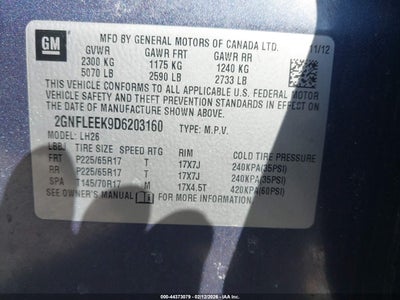 GM
MFD BY GENERAL MOTORS OF CANADA LTD.
GVWR GAWR FRT GAWR RR 11/12
2300 KG 1175 KG 1240 KG
5070 LB 2590 LB 2733 LB
THIS VEHICLE CONFORMS TO ALL APPLICABLE U.S. FEDERAL MOTOR
VEHICLE SAFETY AND THEFT PREVENTION STANDARDS IN EFFECT ON
THE DATE OF MANUFACTURE SHOWN ABOVE.
2GNFLEEK9D6203160 TYPE: M.P.V.
MODEL: LH26
TIRE SIZE SPEED RTG RIM COLD TIRE PRESSURE
FRT P225/65R17 T 17X7J 240KPA(35PSI)
RR P225/65R17 T 17X7J 240KPA(35PSI)
SPA T145/70R17 M 17X4.5T 420KPA(60PSI)
SEE OWNER'S MANUAL FOR MORE INFORMATION.
IAA 000-44373079 | 02/12/2026 | COPYRIGHT IAA, LLC